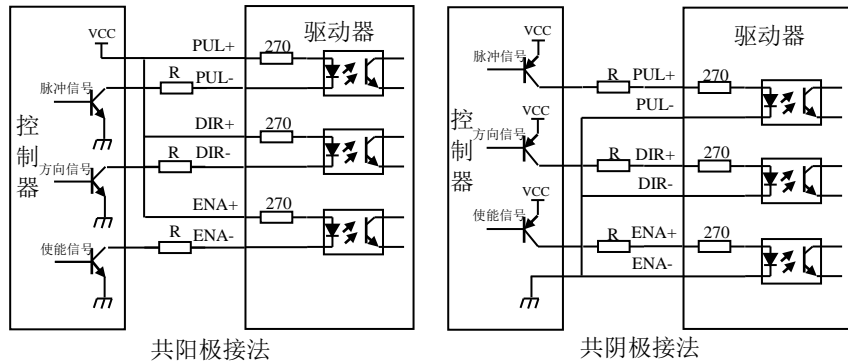 驱动器
VCC
PUL+
270
脉冲信号
R
PUL-
控制器
DIR+
270
方向信号
R
DIR-
ENA+
270
使能信号
R
ENA-
共阳极接法
驱动器
VCC
脉冲信号
R
PUL+
270
PUL-
控制器
VCC
方向信号
R
DIR+
270
DIR-
VCC
使能信号
R
ENA+
270
ENA-
共阴极接法